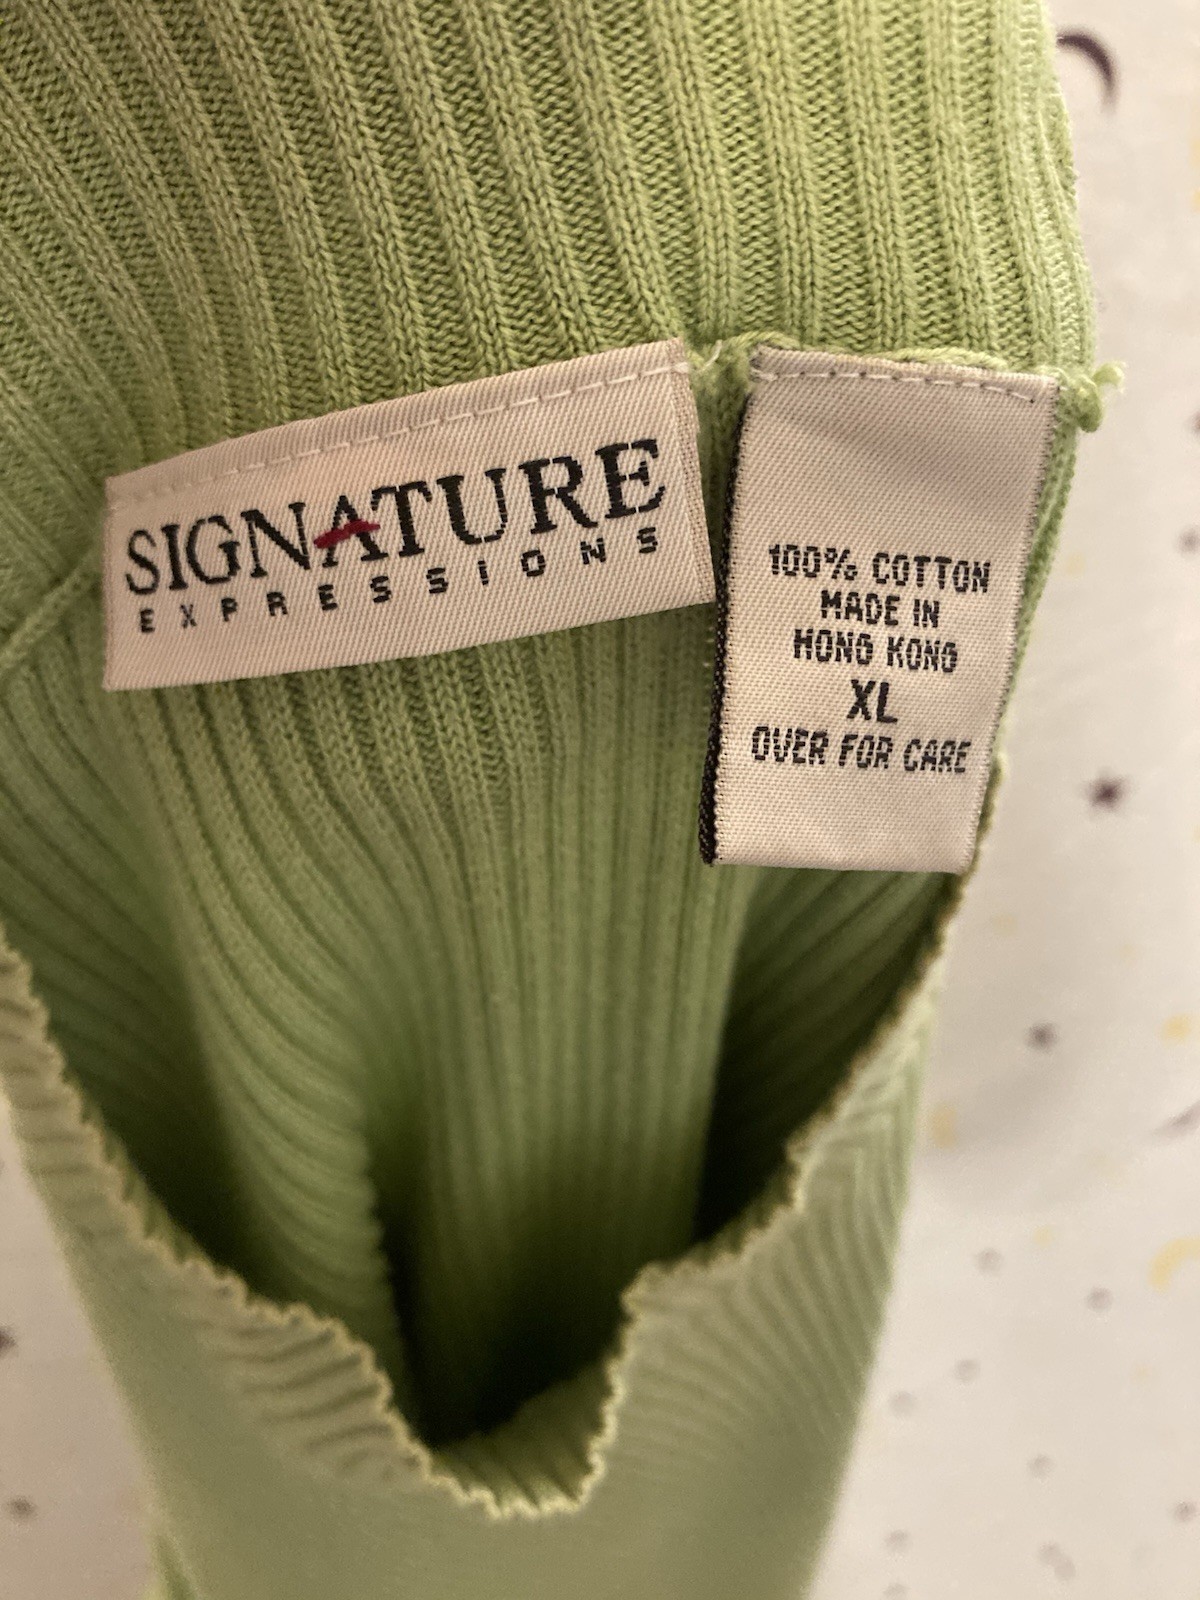 SIGNATURE
EXPRESSIONS
100% COTTON
MADE IN
HONG KONG
XL
OVER FOR CARE